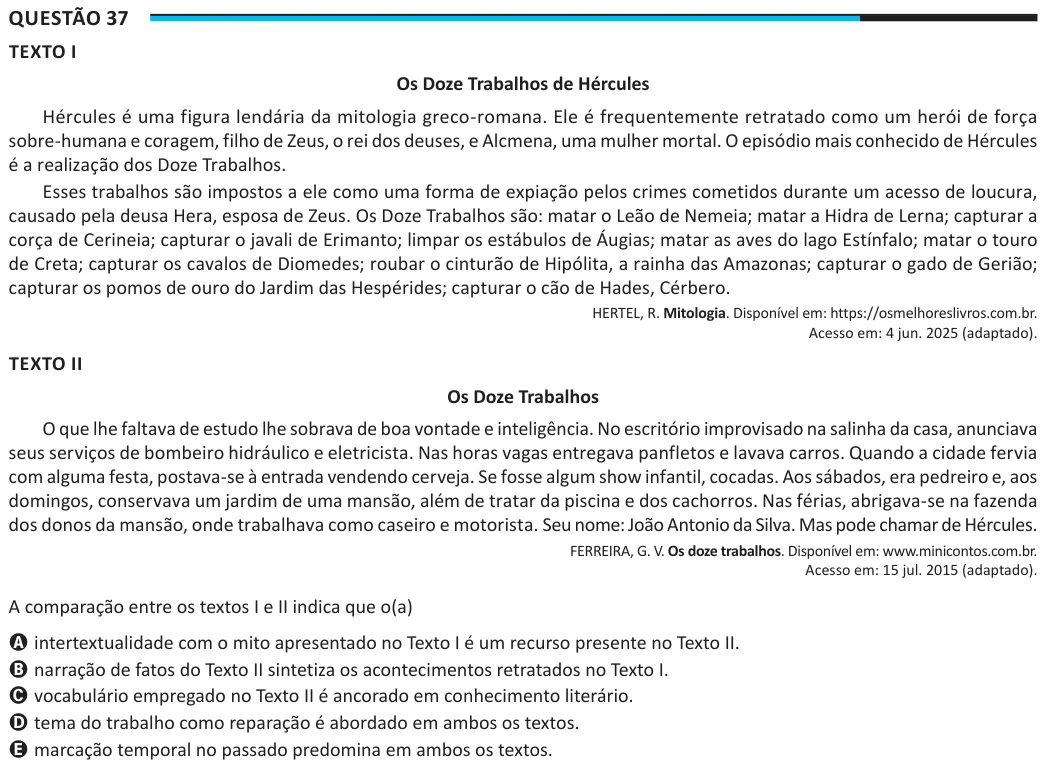 QUESTÃO 37
TEXTO I
Os Doze Trabalhos de Hércules
Hércules é uma figura lendária da mitologia greco-romana. Ele é frequentemente retratado como um herói de força
sobre-humana e coragem, filho de Zeus, o rei dos deuses, e Alcmena, uma mulher mortal. O episódio mais conhecido de Hércules
é a realização dos Doze Trabalhos.
Esses trabalhos são impostos a ele como uma forma de expiação pelos crimes cometidos durante um acesso de loucura,
causado pela deusa Hera, esposa de Zeus. Os Doze Trabalhos são: matar o Leão de Nemeia; matar a Hidra de Lerna; capturar a
corça de Cerineia; capturar o javali de Erimanto; limpar os estábulos de Áugias; matar as aves do lago Estínfalo; matar o touro
de Creta; capturar os cavalos de Diomedes; roubar o cinturão de Hipólita, a rainha das Amazonas; capturar o gado de Gerião;
capturar os pomos de ouro do Jardim das Hespérides; capturar o cão de Hades, Cérbero.
HERTEL, R. Mitologia. Disponível em: https://osmelhoreslivros.com.br.
Acesso em: 4 jun. 2025 (adaptado).
TEXTO II
Os Doze Trabalhos
O que lhe faltava de estudo lhe sobrava de boa vontade e inteligência. No escritório improvisado na salinha da casa, anunciava
seus serviços de bombeiro hidráulico e eletricista. Nas horas vagas entregava panfletos e lavava carros. Quando a cidade fervia
com alguma festa, postava-se à entrada vendendo cerveja. Se fosse algum show infantil, cocadas. Aos sábados, era pedreiro e, aos
domingos, conservava um jardim de uma mansão, além de tratar da piscina e dos cachorros. Nas férias, abrigava-se na fazenda
dos donos da mansão, onde trabalhava como caseiro e motorista. Seu nome: João Antonio da Silva. Mas pode chamar de Hércules.
FERREIRA, G. V. Os doze trabalhos. Disponível em: www.minicontos.com.br.
Acesso em: 15 jul. 2015 (adaptado).
A comparação entre os textos I e II indica que o(a)
A intertextualidade com o mito apresentado no Texto I é um recurso presente no Texto II.
B narração de fatos do Texto II sintetiza os acontecimentos retratados no Texto I.
C vocabulário empregado no Texto II é ancorado em conhecimento literário.
D tema do trabalho como reparação é abordado em ambos os textos.
E marcação temporal no passado predomina em ambos os textos.